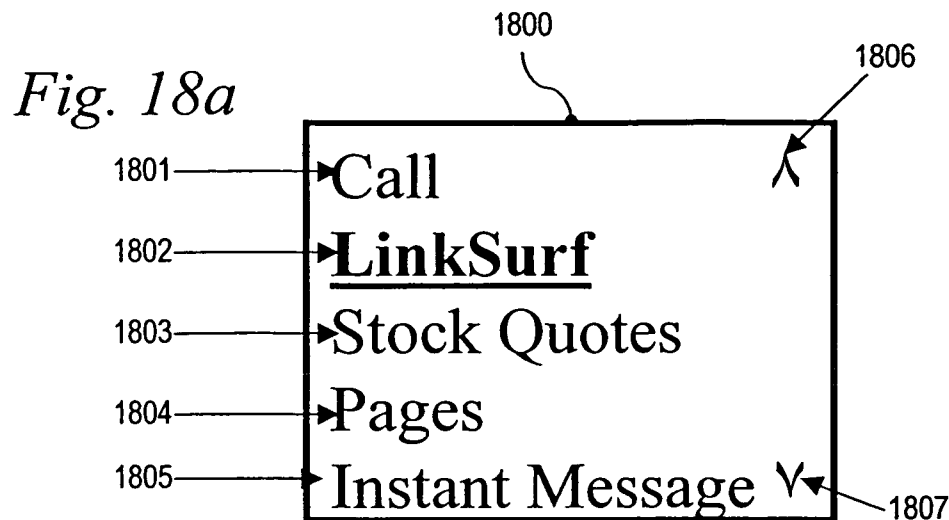 1800
1806
Fig. 18a
1801 Call
1802 LinkSurf
1803 Stock Quotes
1804 Pages
1805 Instant Message
1807